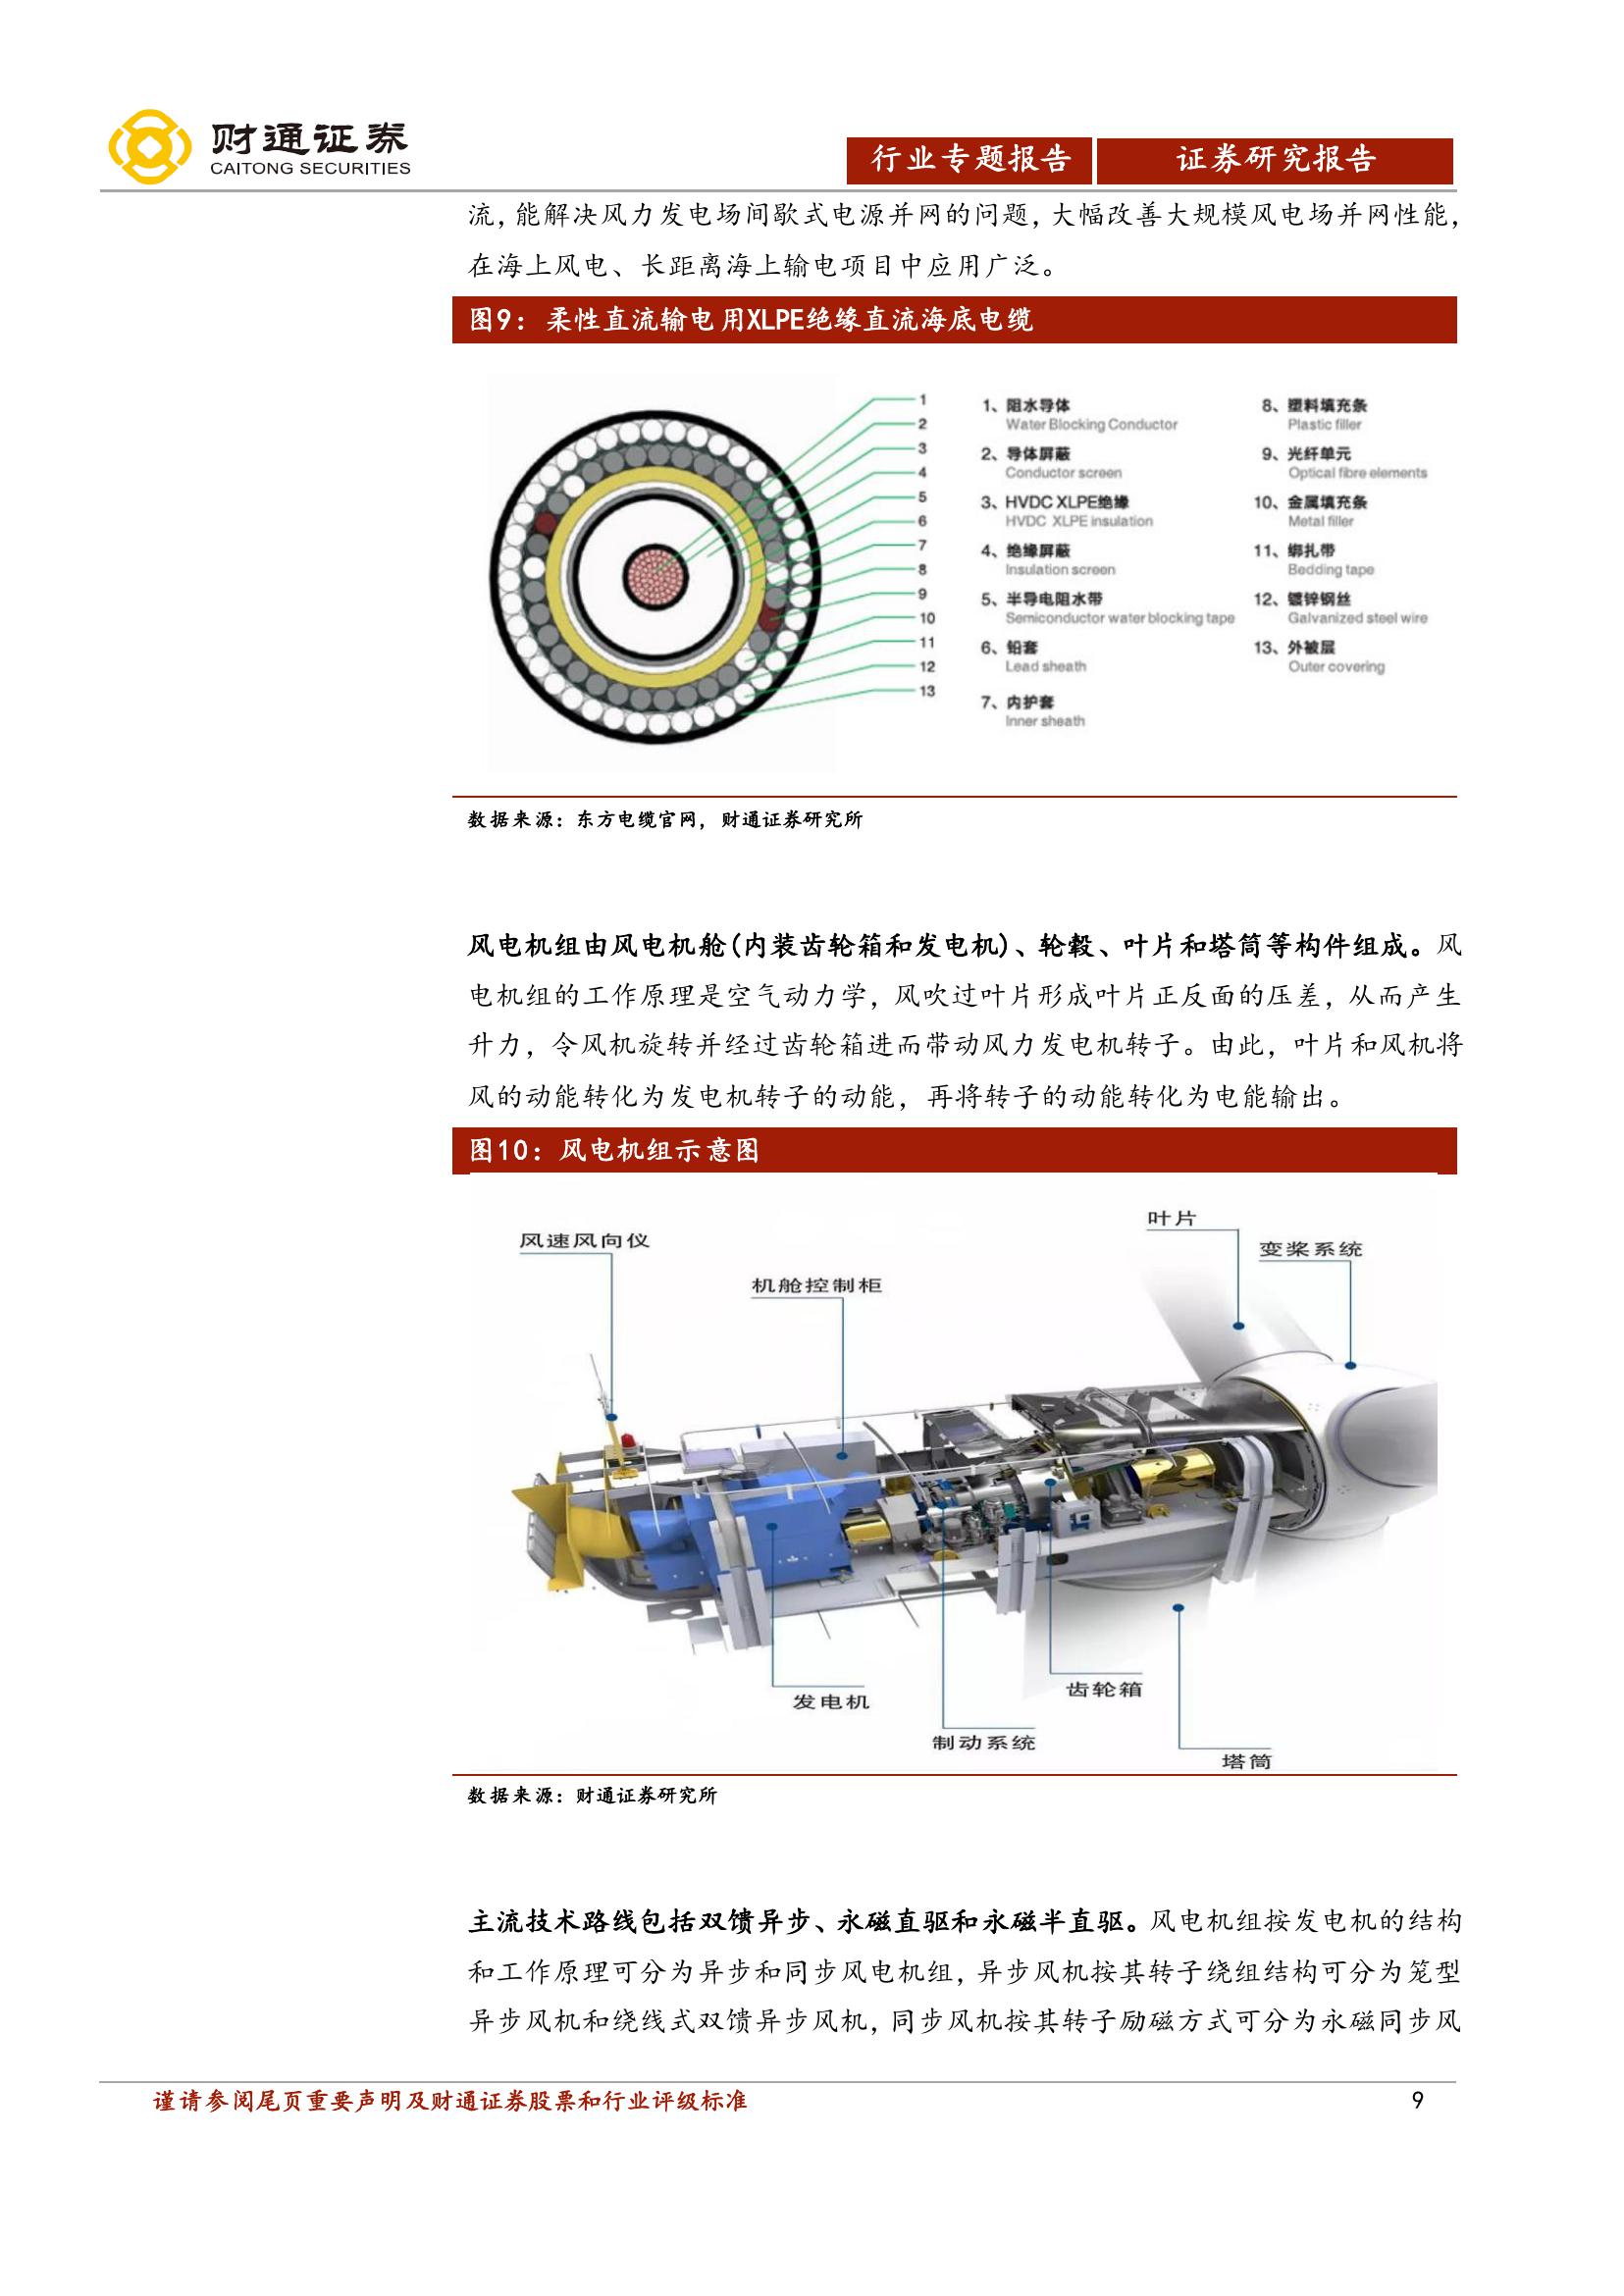 财通证券
CAITONG SECURITIES
行业专题报告
证券研究报告
流，能解决风力发电场间歇式电源并网的问题，大幅改善大规模风电场并网性能，
在海上风电、长距离海上输电项目中应用广泛。
图9：柔性直流输电用XLPE绝缘直流海底电缆
1
2
3
4
5
6
7
8
9
10
11
12
13
1、阻水导体
Water Blocking Conductor
2、导体屏蔽
Conductor screen
3、HVDC XLPE绝缘
HVDC XLPE insulation
4、绝缘屏蔽
Insulation screen
5、半导电阻水带
Semiconductor water blocking tape
6、铅套
Lead sheath
7、内护套
Inner sheath
8、塑料填充条
Plastic filler
9、光纤单元
Optical fibre elements
10、金属填充条
Metal filler
11、绑扎带
Bedding tape
12、镀锌钢丝
Galvanized steel wire
13、外被层
Outer covering
数据来源：东方电缆官网，财通证券研究所
风电机组由风电机舱(内装齿轮箱和发电机)、轮毂、叶片和塔筒等构件组成。风
电机组的工作原理是空气动力学，风吹过叶片形成叶片正反面的压差，从而产生
升力，令风机旋转并经过齿轮箱进而带动风力发电机转子。由此，叶片和风机将
风的动能转化为发电机转子的动能，再将转子的动能转化为电能输出。
图10：风电机组示意图
叶片
风速风向仪
变桨系统
机舱控制柜
齿轮箱
发电机
制动系统
塔筒
数据来源：财通证券研究所
主流技术路线包括双馈异步、永磁直驱和永磁半直驱。风电机组按发电机的结构
和工作原理可分为异步和同步风电机组，异步风机按其转子绕组结构可分为笼型
异步风机和绕线式双馈异步风机，同步风机按其转子励磁方式可分为永磁同步风
谨请参阅尾页重要声明及财通证券股票和行业评级标准
9